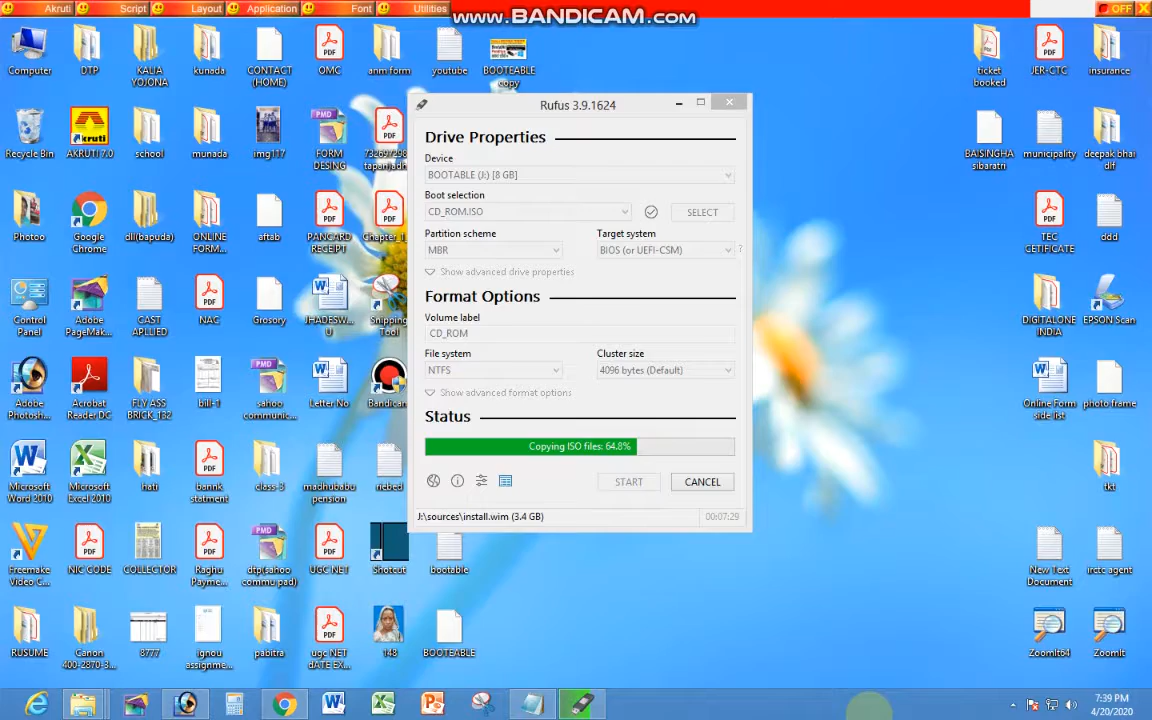 Akruti
Script
Layout
Application
Font
Utilities
www.BANDICAM.com
OFF
Computer
DTP
KALIA YOJONA
kunada
CONTACT (HOME)
OMC
anm form
youtube
BOOTEABLE copy
ticket booked
JER-CTC
insurance
Recycle Bin
AKRUTI 7.0
school
munada
img117
FORM DESING
BAISINGHA sibaratri
municipality
deepak bhai dlf
Photoo
Google Chrome
dll(bapuda)
ONLINE FORM...
aftab
PANCARD RECEIPT
TEC CETIFICATE
ddd
Control Panel
Adobe PageMak...
CAST APLLIED
NAC
Grosory
Snipping Tool
DIGITALONE INDIA
EPSON Scan
Adobe Photosh...
Acrobat Reader DC
FLY ASS BRICK_132
bill-1
sahoo communic...
Letter No
Bandicam
Online Form side list
photo frame
Microsoft Word 2010
Microsoft Excel 2010
hati
bannk statment
class-3
madhubabu pension
riebed
tkt
Freemake Video C...
NIC CODE
COLLECTOR
Raghu Payme...
dtp(sahoo commu pad)
UGC NET
Shotcut
bootable
New Text Document
irctc agent
RUSUME
Canon 400-2870-3...
8777
ignou assignme...
pabitra
ugc NET dATE EX...
148
BOOTEABLE
ZoomIt64
ZoomIt
Rufus 3.9.1624
Drive Properties
Device
BOOTABLE (J:) [8 GB]
Boot selection
CD_ROM.ISO
SELECT
Partition scheme
Target system
MBR
BIOS (or UEFI-CSM)
?
Show advanced drive properties
Format Options
Volume label
CD_ROM
File system
Cluster size
NTFS
4096 bytes (Default)
Show advanced format options
Status
Copying ISO files: 64.8%
START
CANCEL
J:\sources\install.wim (3.4 GB)
00:07:29
7:39 PM
4/20/2020